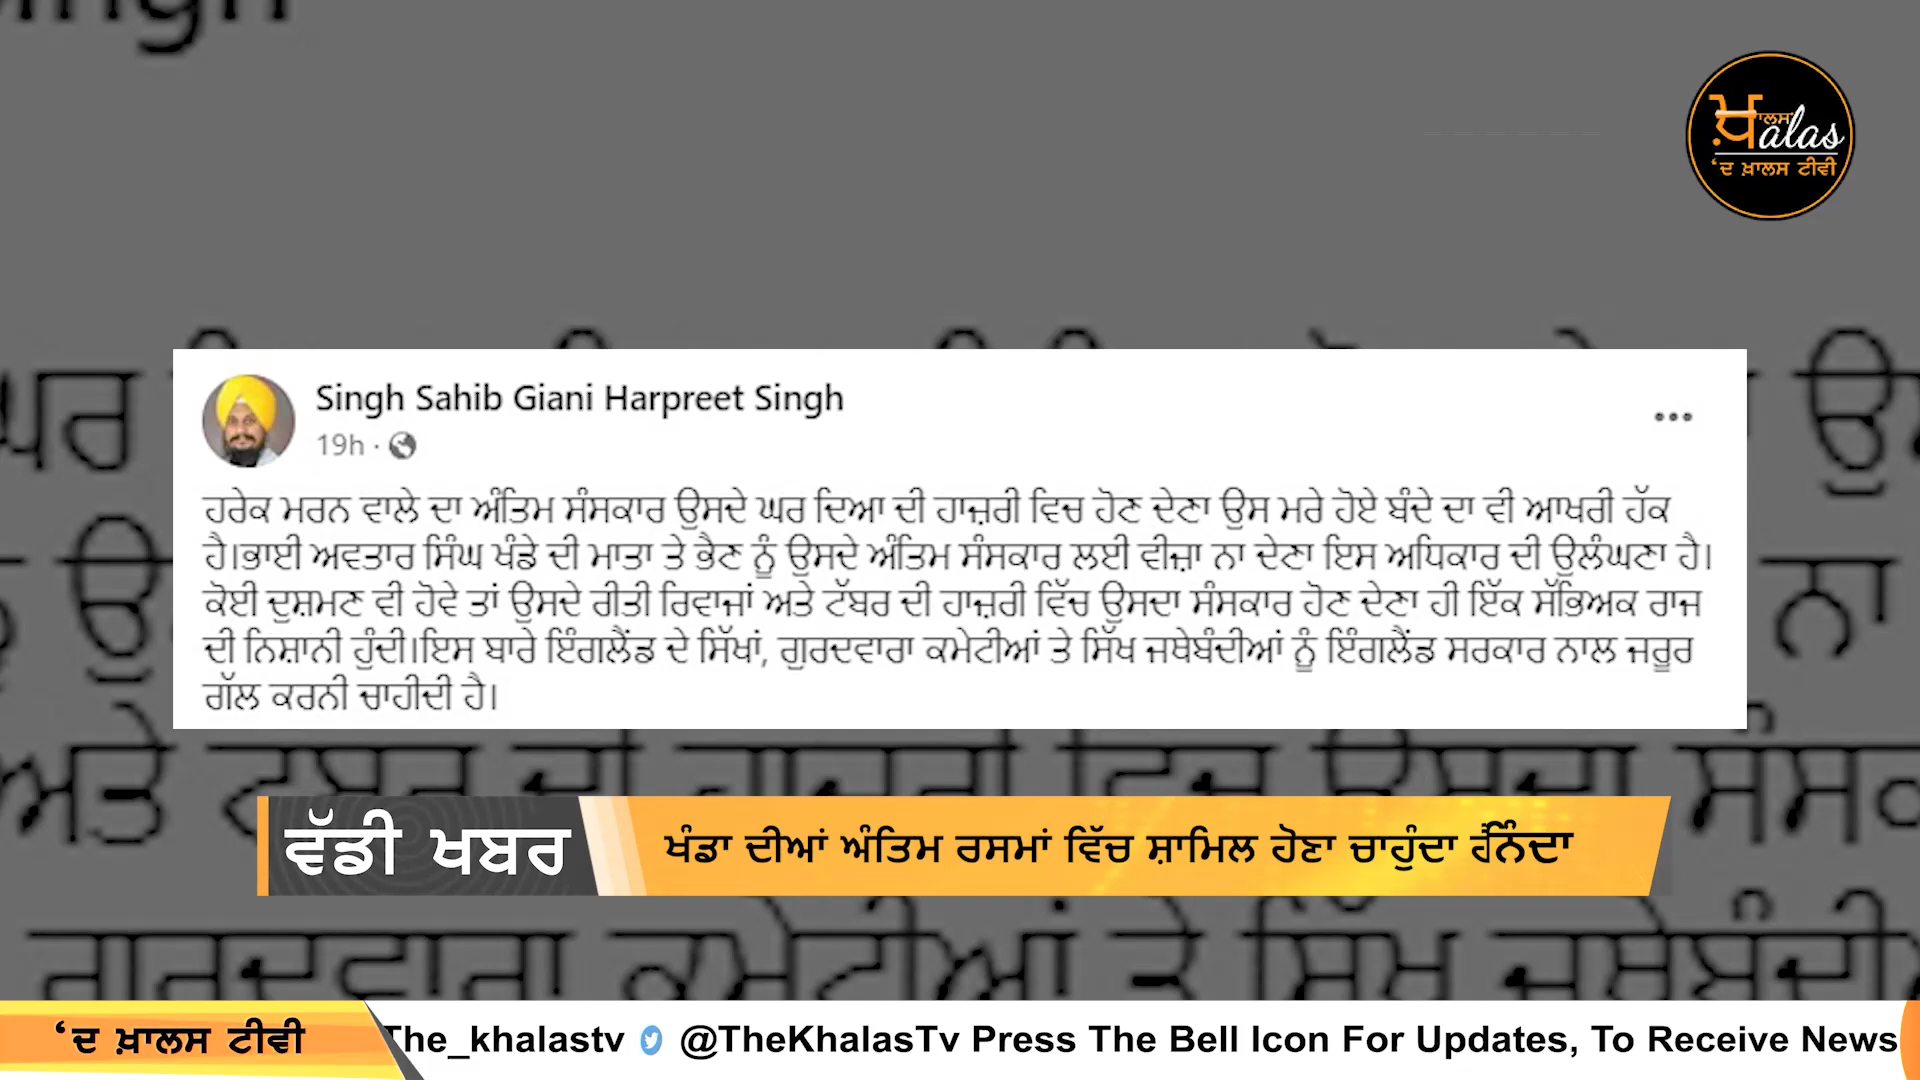 ingh
ਖ਼ਾਲਸ
alas
‘ਦ ਖ਼ਾਲਸ ਟੀਵੀ
Singh Sahib Giani Harpreet Singh
19h ·
ਹਰੇਕ ਮਰਨ ਵਾਲੇ ਦਾ ਅੰਤਿਮ ਸੰਸਕਾਰ ਉਸਦੇ ਘਰ ਦਿਆ ਦੀ ਹਾਜ਼ਰੀ ਵਿਚ ਹੋਣ ਦੇਣਾ ਉਸ ਮਰੇ ਹੋਏ ਬੰਦੇ ਦਾ ਵੀ ਆਖਰੀ ਹੱਕ
ਹੈ।ਭਾਈ ਅਵਤਾਰ ਸਿੰਘ ਖੰਡੇ ਦੀ ਮਾਤਾ ਤੇ ਭੈਣ ਨੂੰ ਉਸਦੇ ਅੰਤਿਮ ਸੰਸਕਾਰ ਲਈ ਵੀਜ਼ਾ ਨਾ ਦੇਣਾ ਇਸ ਅਧਿਕਾਰ ਦੀ ਉਲੰਘਣਾ ਹੈ।
ਕੋਈ ਦੁਸ਼ਮਣ ਵੀ ਹੋਵੇ ਤਾਂ ਉਸਦੇ ਰੀਤੀ ਰਿਵਾਜਾਂ ਅਤੇ ਟੱਬਰ ਦੀ ਹਾਜ਼ਰੀ ਵਿੱਚ ਉਸਦਾ ਸੰਸਕਾਰ ਹੋਣ ਦੇਣਾ ਹੀ ਇੱਕ ਸੱਭਿਅਕ ਰਾਜ
ਦੀ ਨਿਸ਼ਾਨੀ ਹੁੰਦੀ।ਇਸ ਬਾਰੇ ਇੰਗਲੈਂਡ ਦੇ ਸਿੱਖਾਂ, ਗੁਰਦਵਾਰਾ ਕਮੇਟੀਆਂ ਤੇ ਸਿੱਖ ਜਥੇਬੰਦੀਆਂ ਨੂੰ ਇੰਗਲੈਂਡ ਸਰਕਾਰ ਨਾਲ ਜਰੂਰ
ਗੱਲ ਕਰਨੀ ਚਾਹੀਦੀ ਹੈ।
ਵੱਡੀ ਖਬਰ
ਖੰਡਾ ਦੀਆਂ ਅੰਤਿਮ ਰਸਮਾਂ ਵਿੱਚ ਸ਼ਾਮਿਲ ਹੋਣਾ ਚਾਹੁੰਦਾ
‘ਦ ਖ਼ਾਲਸ ਟੀਵੀ
The_khalastv @TheKhalasTv Press The Bell Icon For Updates, To Receive News